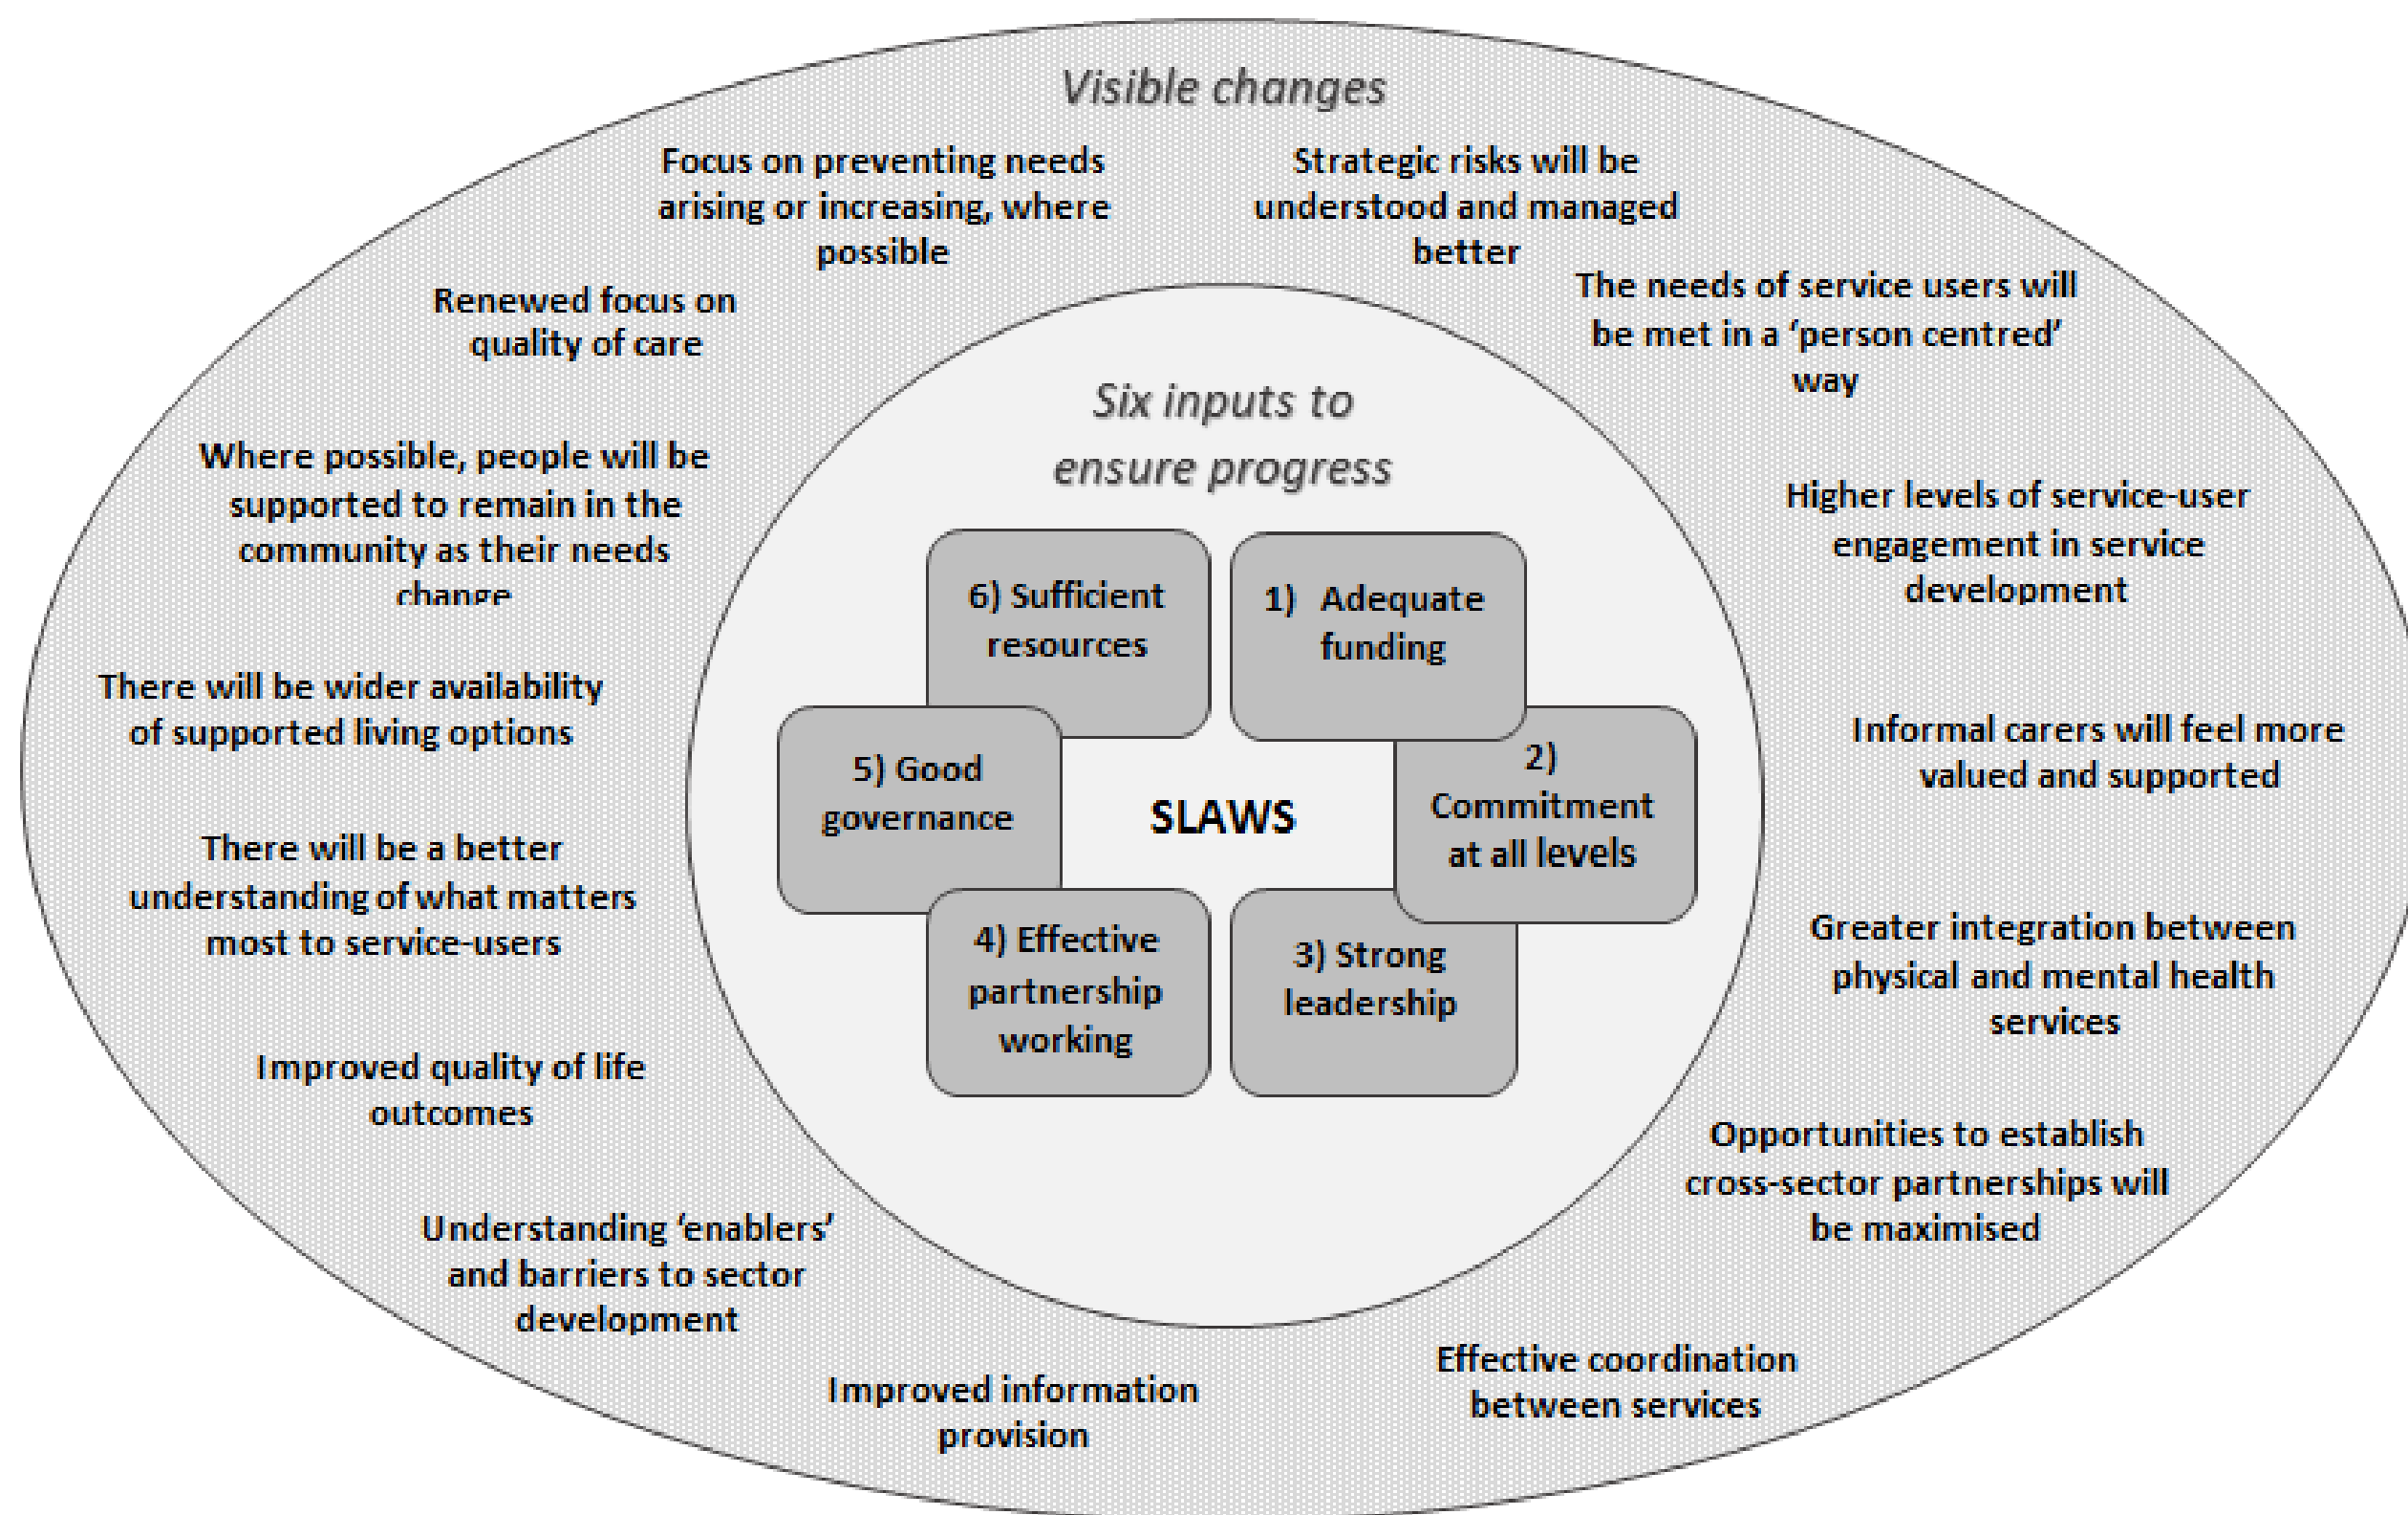 Visible changes
Focus on preventing needs
arising or increasing, where
possible
Strategic risks will be
understood and managed
better
The needs of service users will
be met in a ‘person centred’
way
Higher levels of service-user
engagement in service
development
Informal carers will feel more
valued and supported
Greater integration between
physical and mental health
services
Opportunities to establish
cross-sector partnerships will
be maximised
Effective coordination
between services
Improved information
provision
Understanding ‘enablers’
and barriers to sector
development
Improved quality of life
outcomes
There will be a better
understanding of what matters
most to service-users
There will be wider availability
of supported living options
Where possible, people will be
supported to remain in the
community as their needs
change
Renewed focus on
quality of care
Six inputs to
ensure progress
1) Adequate
funding
2)
Commitment
at all levels
3) Strong
leadership
4) Effective
partnership
working
5) Good
governance
6) Sufficient
resources
SLAWS